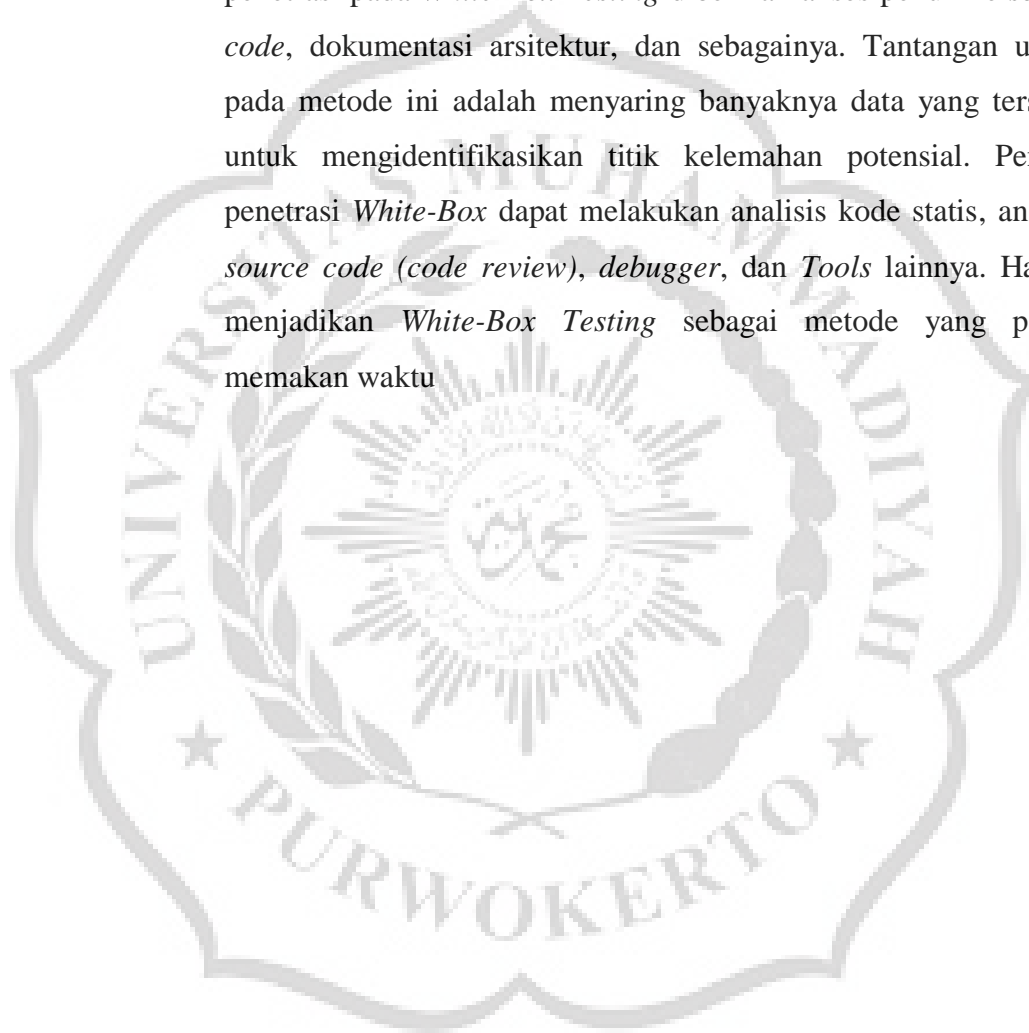 code, dokumentasi arsitektur, dan sebagainya. Tantangan u
pada metode ini adalah menyaring banyaknya data yang ters
untuk mengidentifikasikan titik kelemahan potensial. Pe
penetrasi White-Box dapat melakukan analisis kode statis, an
source code (code review), debugger, dan Tools lainnya. Ha
menjadikan White-Box Testing sebagai metode yang p
memakan waktu
UNIVERSITAS MUHAMMADIYAH
PURWOKERTO